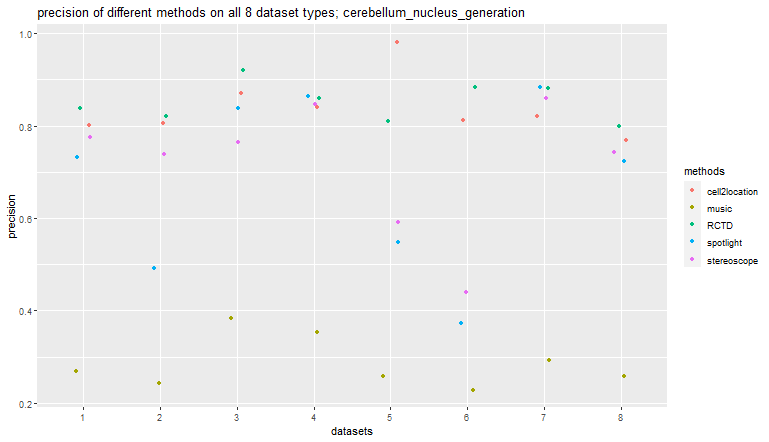 precision of different methods on all 8 dataset types; cerebellum_nucleus_generation
1.0
0.8
0.6
0.4
0.2
precision
1
2
3
4
5
6
7
8
datasets
methods
cell2location
music
RCTD
spotlight
stereoscope